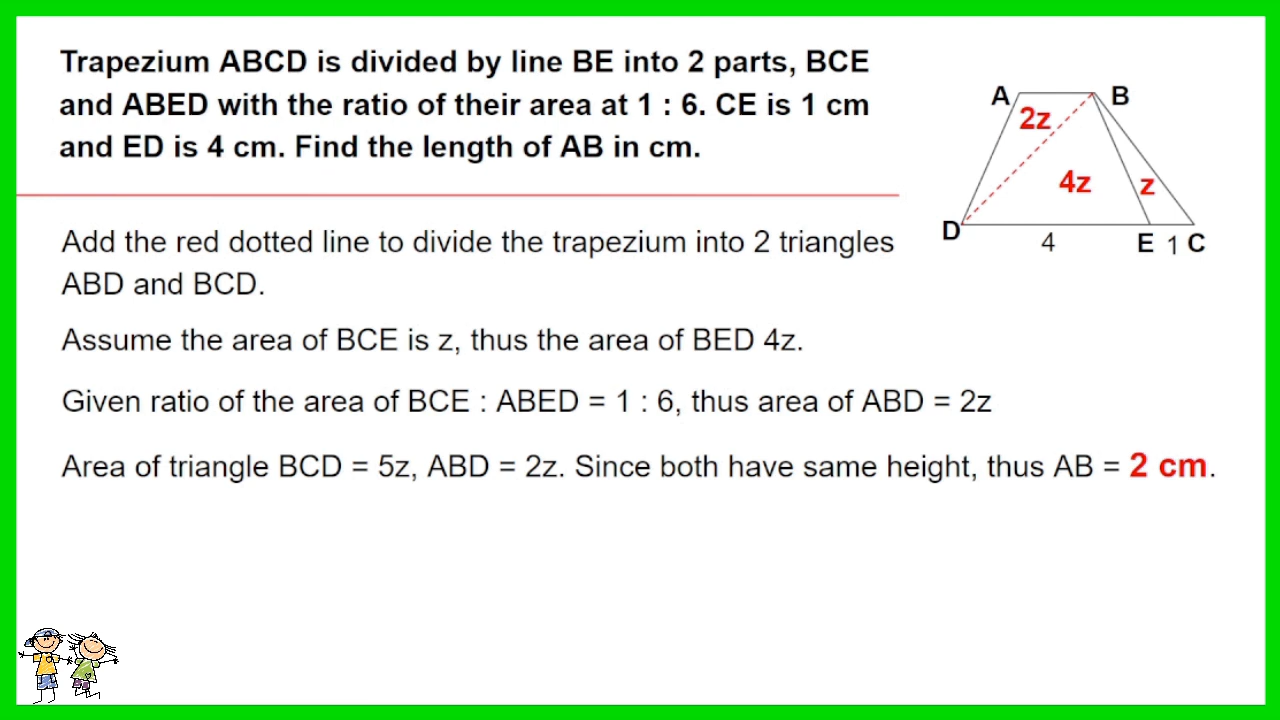 Trapezium ABCD is divided by line BE into 2 parts, BCE
and ABED with the ratio of their area at 1 : 6. CE is 1 cm
and ED is 4 cm. Find the length of AB in cm.
A
B
2z
4z
z
D
4
E
1
C
Add the red dotted line to divide the trapezium into 2 triangles
ABD and BCD.
Assume the area of BCE is z, thus the area of BED 4z.
Given ratio of the area of BCE : ABED = 1 : 6, thus area of ABD = 2z
Area of triangle BCD = 5z, ABD = 2z. Since both have same height, thus AB = 2 cm.